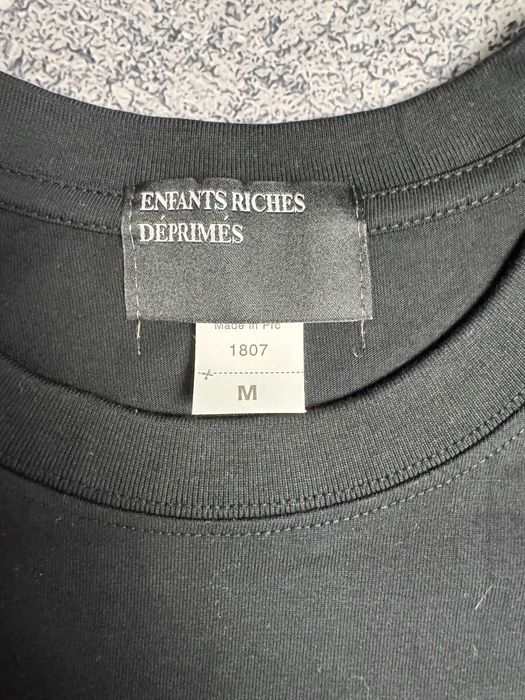 ENFANTS RICHES
DÉPRIMÉS
Made in Prc
1807
M